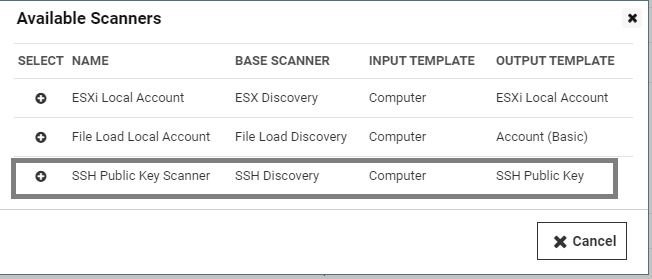 Available Scanners
SELECT NAME BASE SCANNER INPUT TEMPLATE OUTPUT TEMPLATE
ESXi Local Account ESX Discovery Computer ESXi Local Account
File Load Local Account File Load Discovery Computer Account (Basic)
SSH Public Key Scanner SSH Discovery Computer SSH Public Key
Cancel